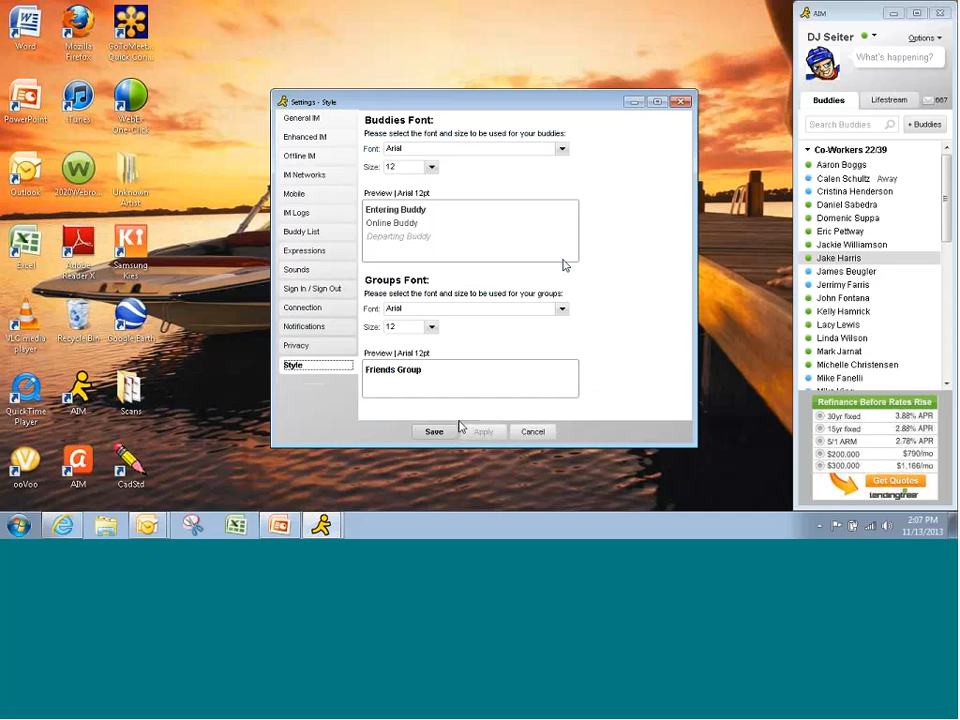 Word
Mozilla
Firefox
GoToMeet...
Quick Con...
PowerPoint
iTunes
WebEx
One-Click
Outlook
2020Webro...
Unknown
Artist
Excel
Adobe
Reader X
Samsung
Kies
VLC media
player
Recycle Bin
Google Earth
QuickTime
Player
AIM
Scans
ooVoo
AIM
CadStd
Settings - Style
General IM
Enhanced IM
Offline IM
IM Networks
Mobile
IM Logs
Buddy List
Expressions
Sounds
Sign In / Sign Out
Connection
Notifications
Privacy
Style
Buddies Font:
Please select the font and size to be used for your buddies:
Font: Arial
Size: 12
Preview | Arial 12pt
Entering Buddy
Online Buddy
Departing Buddy
Groups Font:
Please select the font and size to be used for your groups:
Font: Arial
Size: 12
Preview | Arial 12pt
Friends Group
Save Apply Cancel
AIM
DJ Seiter
Options
What's happening?
Buddies Lifestream 667
Search Buddies + Buddies
Co-Workers 22/39
Aaron Boggs
Calen Schultz Away
Cristina Henderson
Daniel Sabedra
Domenic Suppa
Eric Pettway
Jackie Williamson
Jake Harris
James Beugler
Jerrimy Farris
John Fontana
Kelly Hamrick
Lacy Lewis
Linda Wilson
Mark Jarnat
Michelle Christensen
Mike Fanelli
Refinance Before Rates Rise
30yr fixed 3.88% APR
15yr fixed 2.88% APR
5/1 ARM 2.78% APR
$200,000 $790/mo
$300,000 $1,166/mo
Get Quotes
lendingtree
2:07 PM
11/13/2013